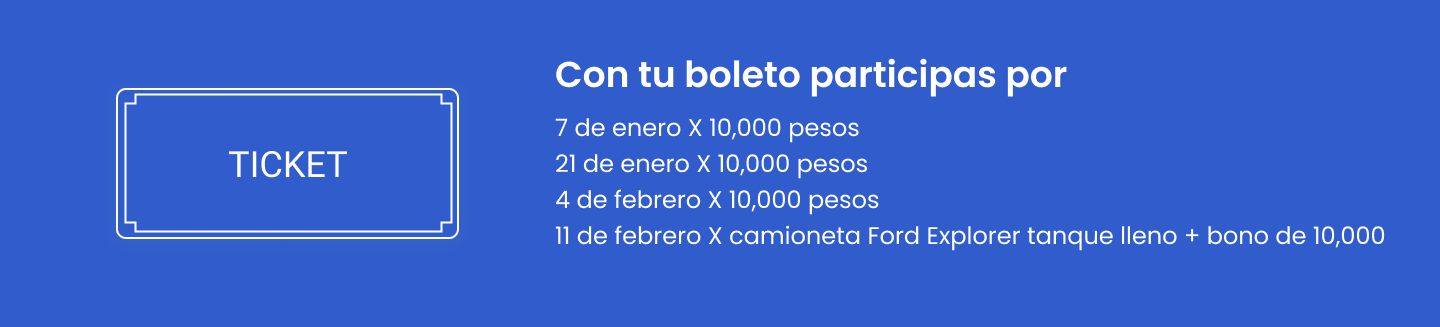 TICKET
Con tu boleto participas por
7 de enero X 10,000 pesos
21 de enero X 10,000 pesos
4 de febrero X 10,000 pesos
11 de febrero X camioneta Ford Explorer tanque lleno + bono de 10,000